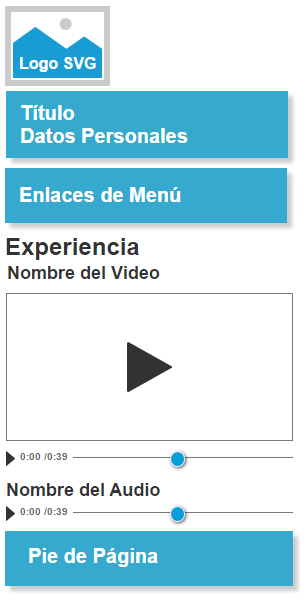 Logo SVG
Título
Datos Personales
Enlaces de Menú
Experiencia
Nombre del Video
0:00 /0:39
Nombre del Audio
0:00 /0:39
Pie de Página